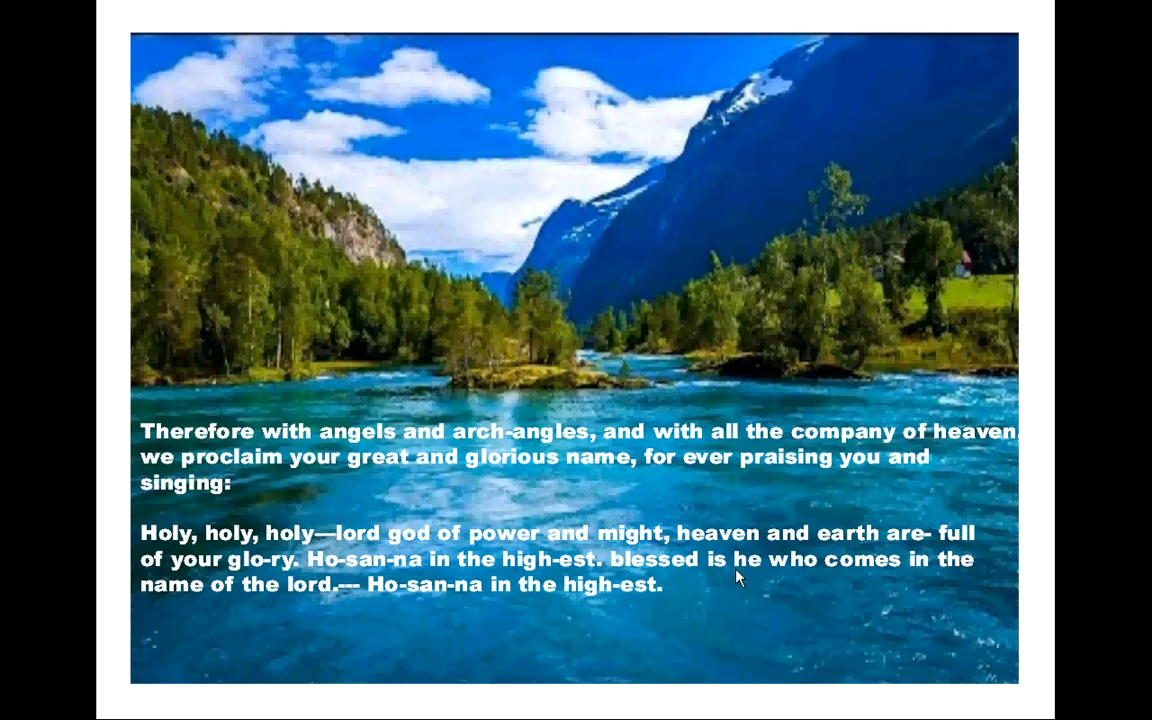 Therefore with angels and arch-angles, and with all the company of heaven,
we proclaim your great and glorious name, for ever praising you and
singing:
Holy, holy, holy—lord god of power and might, heaven and earth are- full
of your glo-ry. Ho-san-na in the high-est. blessed is he who comes in the
name of the lord.--- Ho-san-na in the high-est.